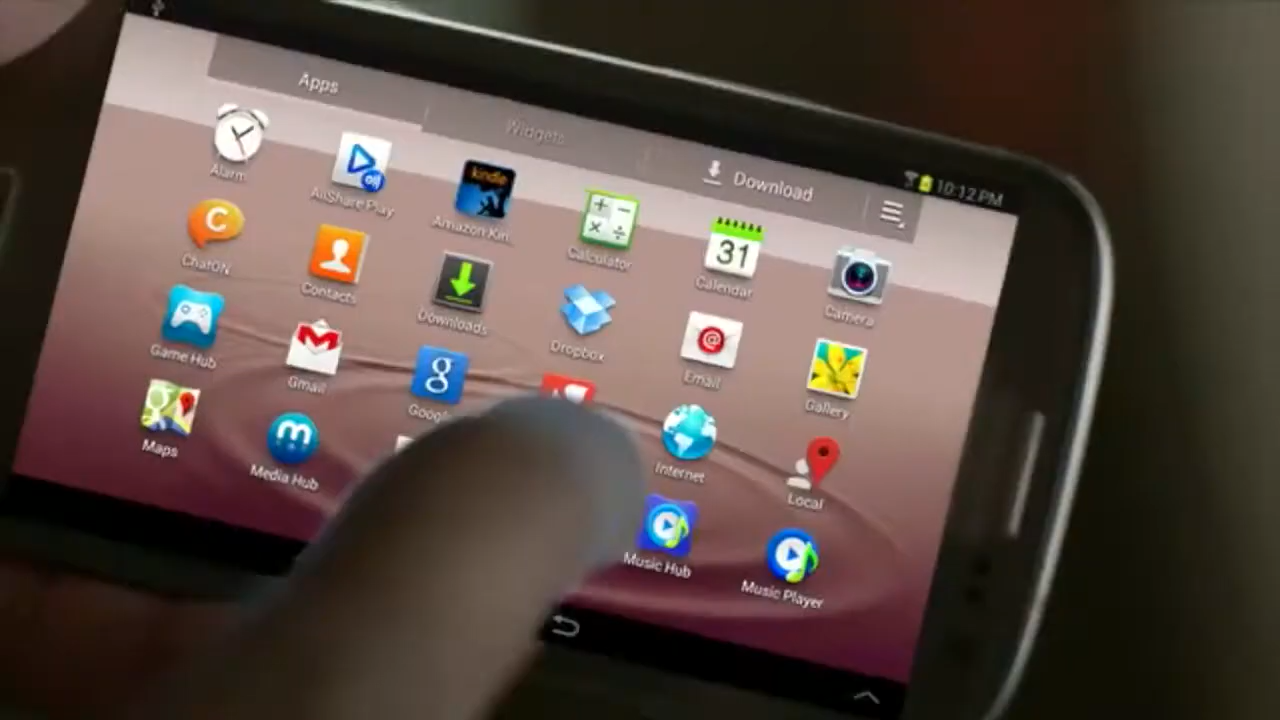 Apps
Widgets
Download
10:12 PM
Alarm
AllShare Play
kindle
Amazon Kin..
Calculator
31
Calendar
Camera
ChatON
Contacts
Downloads
Dropbox
Email
Gallery
Game Hub
Gmail
Google
Internet
Local
Maps
Media Hub
Music Hub
Music Player